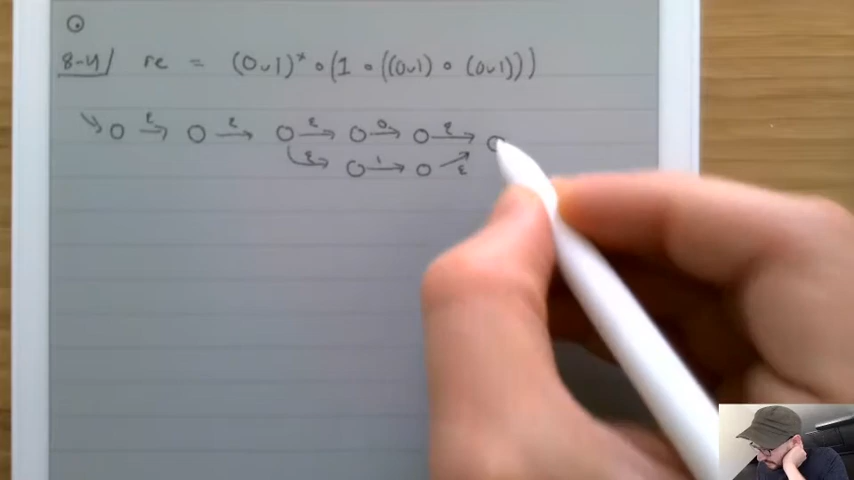 8-4/ re = (0∪1)* ∘ (1 ∘ ((0∪1) ∘ (0∪1)))
ε ε ε 0 ε
ε 1 ε